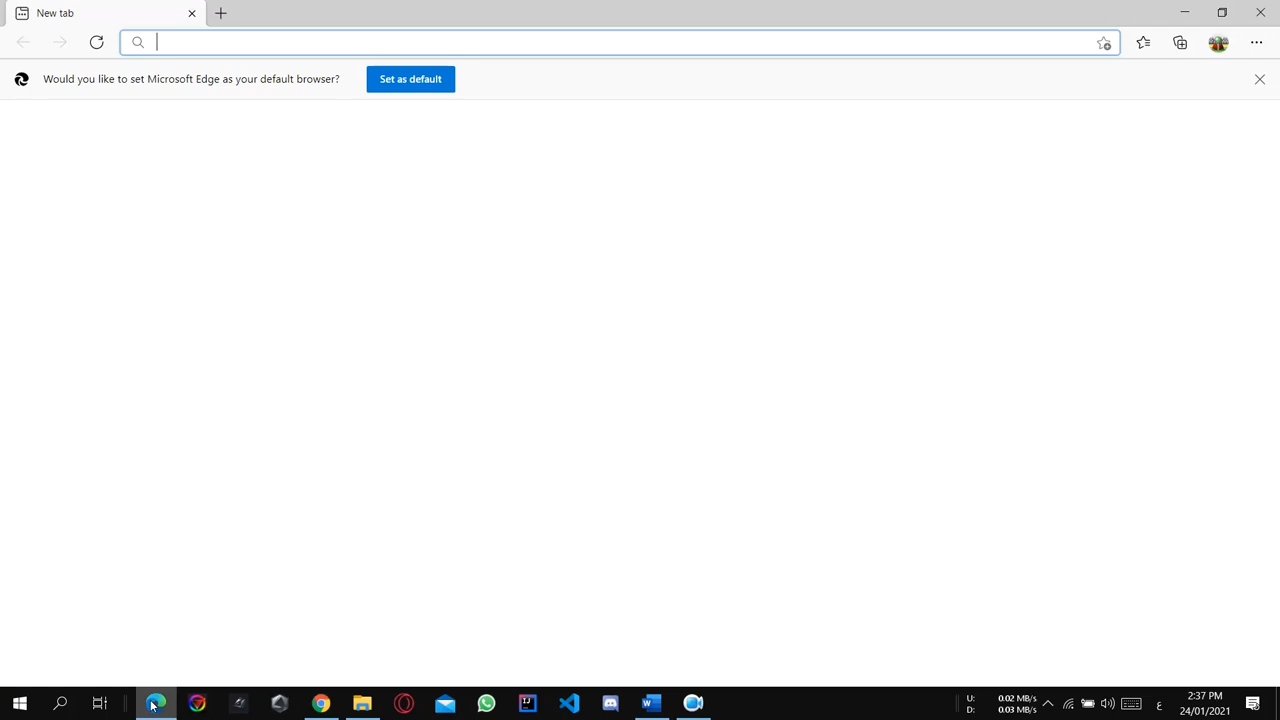 New tab
Would you like to set Microsoft Edge as your default browser?
Set as default
U: 0.02 MB/s
D: 0.03 MB/s
ع
2:37 PM
24/01/2021